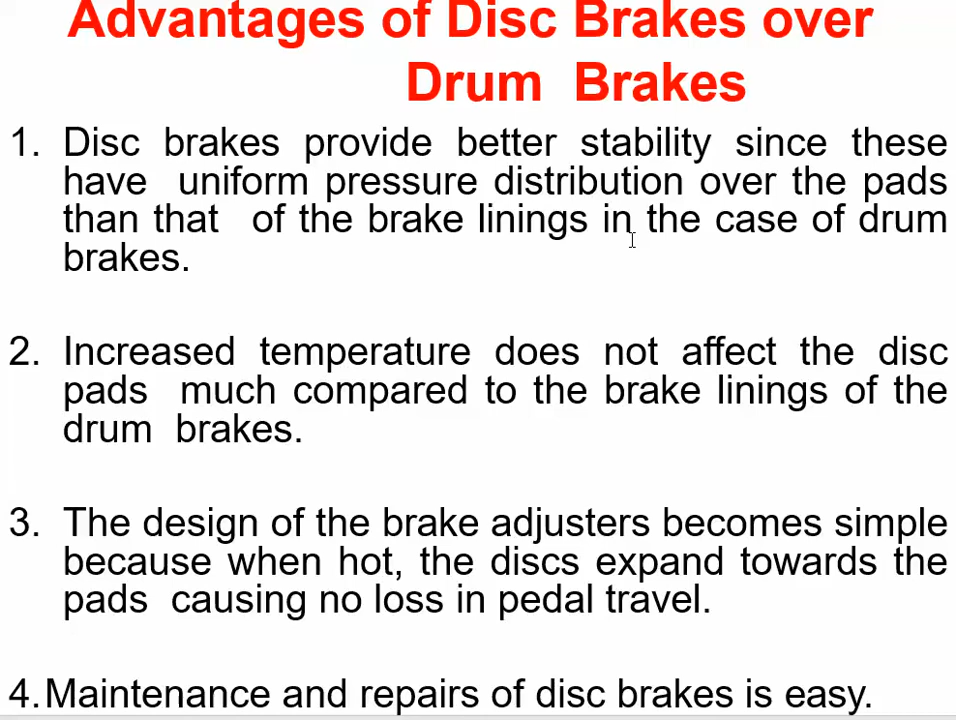 Advantages of Disc Brakes over
Drum Brakes
1. Disc brakes provide better stability since these
have uniform pressure distribution over the pads
than that of the brake linings in the case of drum
brakes.
2. Increased temperature does not affect the disc
pads much compared to the brake linings of the
drum brakes.
3. The design of the brake adjusters becomes simple
because when hot, the discs expand towards the
pads causing no loss in pedal travel.
4. Maintenance and repairs of disc brakes is easy.